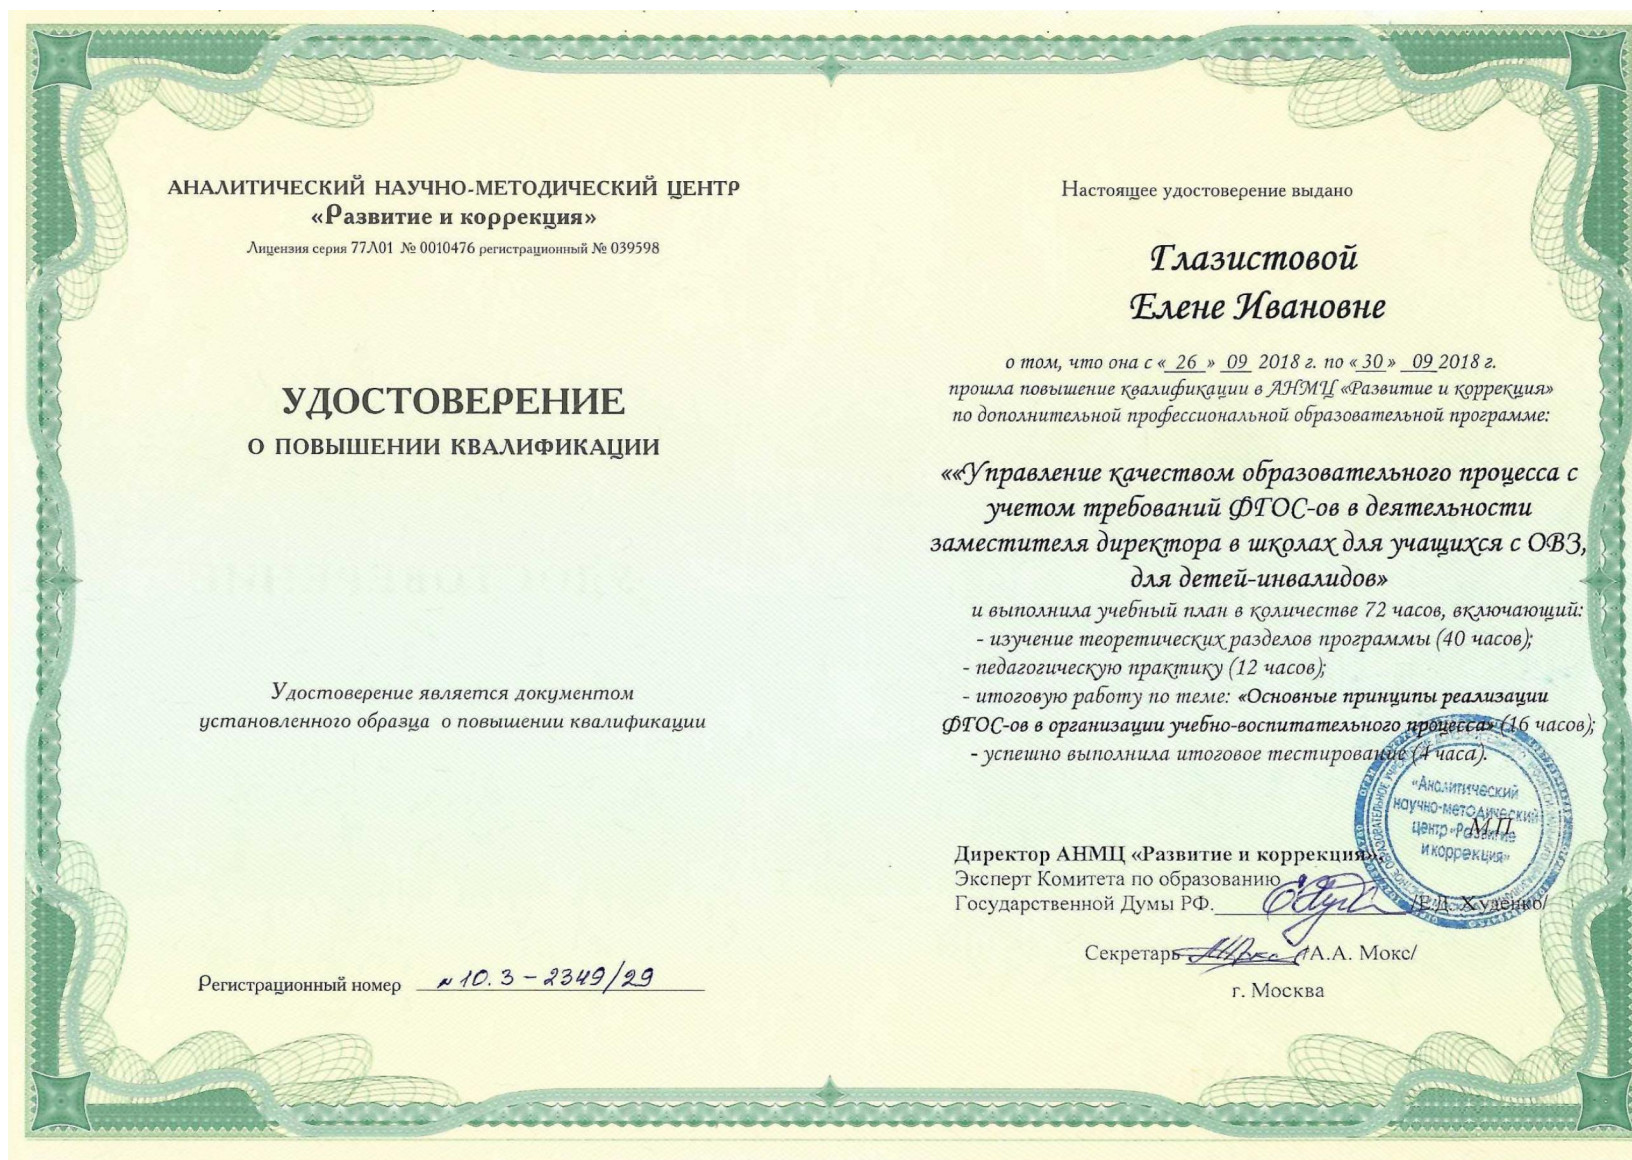 АНАЛИТИЧЕСКИЙ НАУЧНО-МЕТОДИЧЕСКИЙ ЦЕНТР
«Развитие и коррекция»
Лицензия серия 77Л01 № 0010476 регистрационный № 039598
УДОСТОВЕРЕНИЕ
О ПОВЫШЕНИИ КВАЛИФИКАЦИИ
Удостоверение является документом
установленного образца о повышении квалификации
Регистрационный номер № 10.3-2349/29
Настоящее удостоверение выдано
Глазистовой
Елене Ивановне
о том, что она с « 26 » 09 2018 г. по «30» 09 2018 г.
прошла повышение квалификации в АНМЦ «Развитие и коррекция»
по дополнительной профессиональной образовательной программе:
««Управление качеством образовательного процесса с
учетом требований ФГОС-ов в деятельности
заместителя директора в школах для учащихся с ОВЗ,
для детей-инвалидов»
и выполнила учебный план в количестве 72 часов, включающий:
- изучение теоретических разделов программы (40 часов);
- педагогическую практику (12 часов);
- итоговую работу по теме: «Основные принципы реализации
ФГОС-ов в организации учебно-воспитательного процесса» (16 часов);
- успешно выполнила итоговое тестирование (4 часа).
«Аналитический
научно-методический
центр «Развитие
и коррекция»
М.П.
Директор АНМЦ «Развитие и коррекция»,
Эксперт Комитета по образованию
Государственной Думы РФ. /Е.Д. Худенко/
Секретарь /А.А. Мокс/
г. Москва